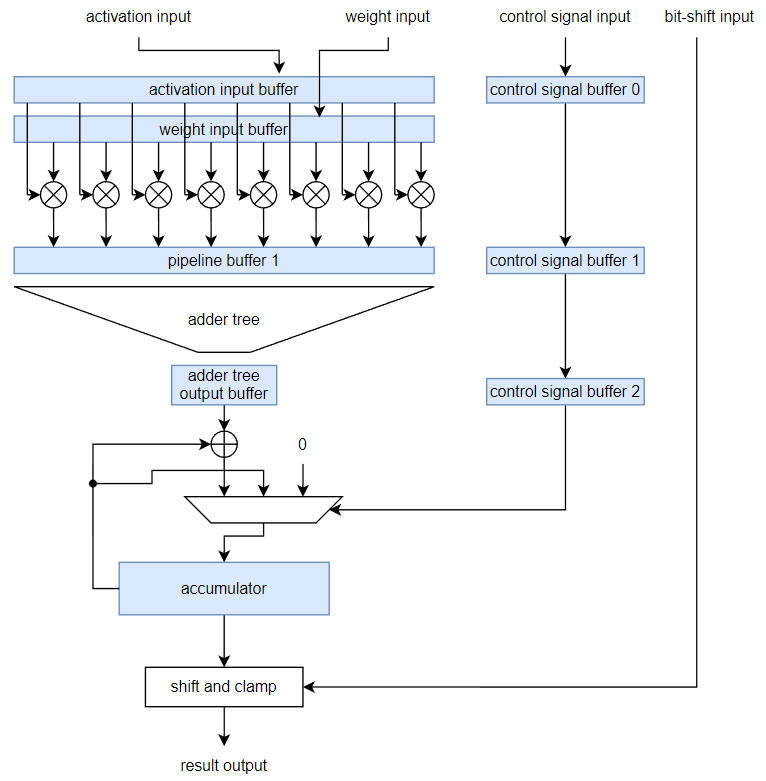 activation input
weight input
control signal input
bit-shift input
activation input buffer
control signal buffer 0
weight input buffer
pipeline buffer 1
control signal buffer 1
adder tree
adder tree
output buffer
control signal buffer 2
0
accumulator
shift and clamp
result output